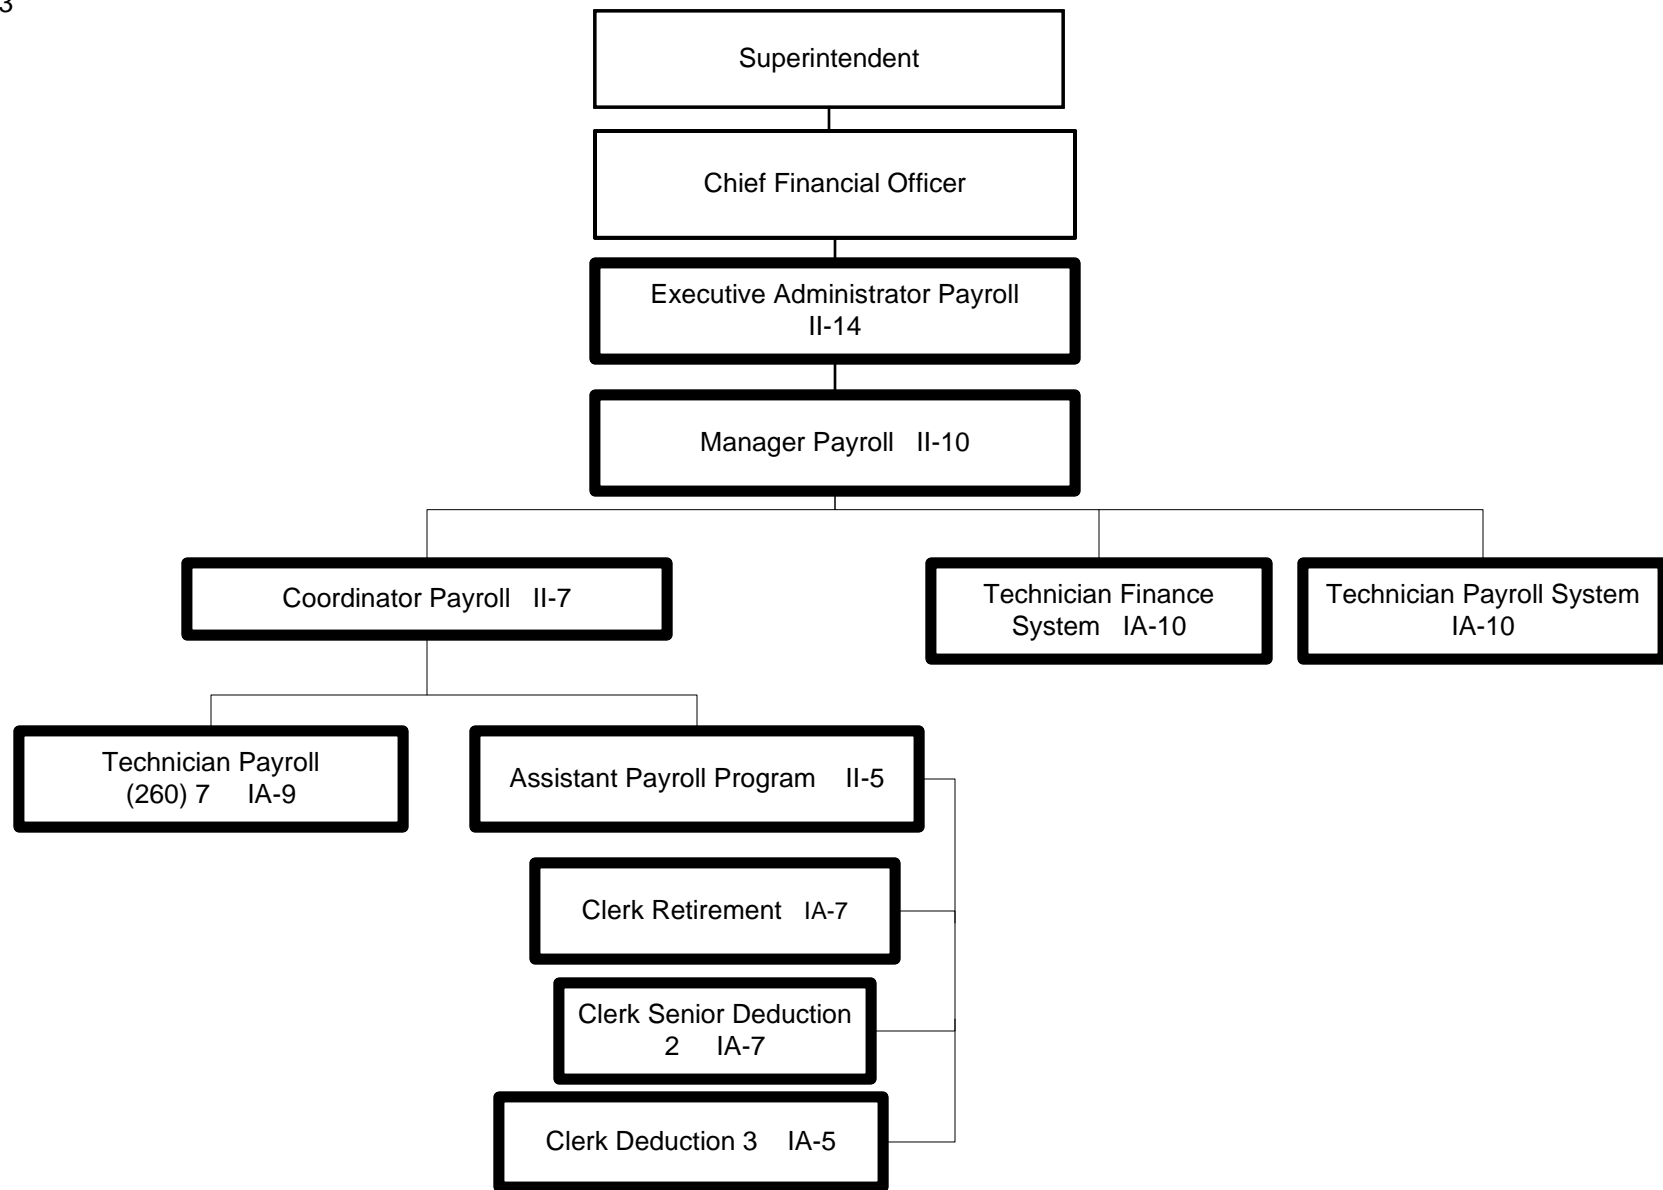 3
Superintendent
Chief Financial Officer
Executive Administrator Payroll
II-14
Manager Payroll II-10
Coordinator Payroll II-7
Technician Finance
System IA-10
Technician Payroll System
IA-10
Technician Payroll
(260) 7 IA-9
Assistant Payroll Program II-5
Clerk Retirement IA-7
Clerk Senior Deduction
2 IA-7
Clerk Deduction 3 IA-5